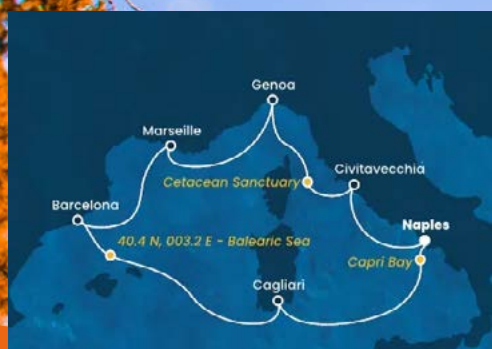 Genoa
Marseille
Cetacean Sanctuary
Civitavecchia
Barcelona
Naples
40.4 N, 003.2 E - Balearic Sea
Capri Bay
Cagliari